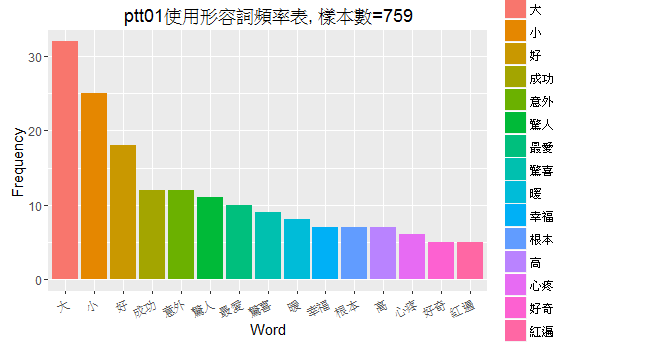 ptt01使用形容詞頻率表, 樣本數=759
Frequency
30
20
10
0
大
小
好
成功
意外
驚人
最愛
驚喜
暖
幸福
根本
高
心疼
好奇
紅遍
Word
大
小
好
成功
意外
驚人
最愛
驚喜
暖
幸福
根本
高
心疼
好奇
紅遍